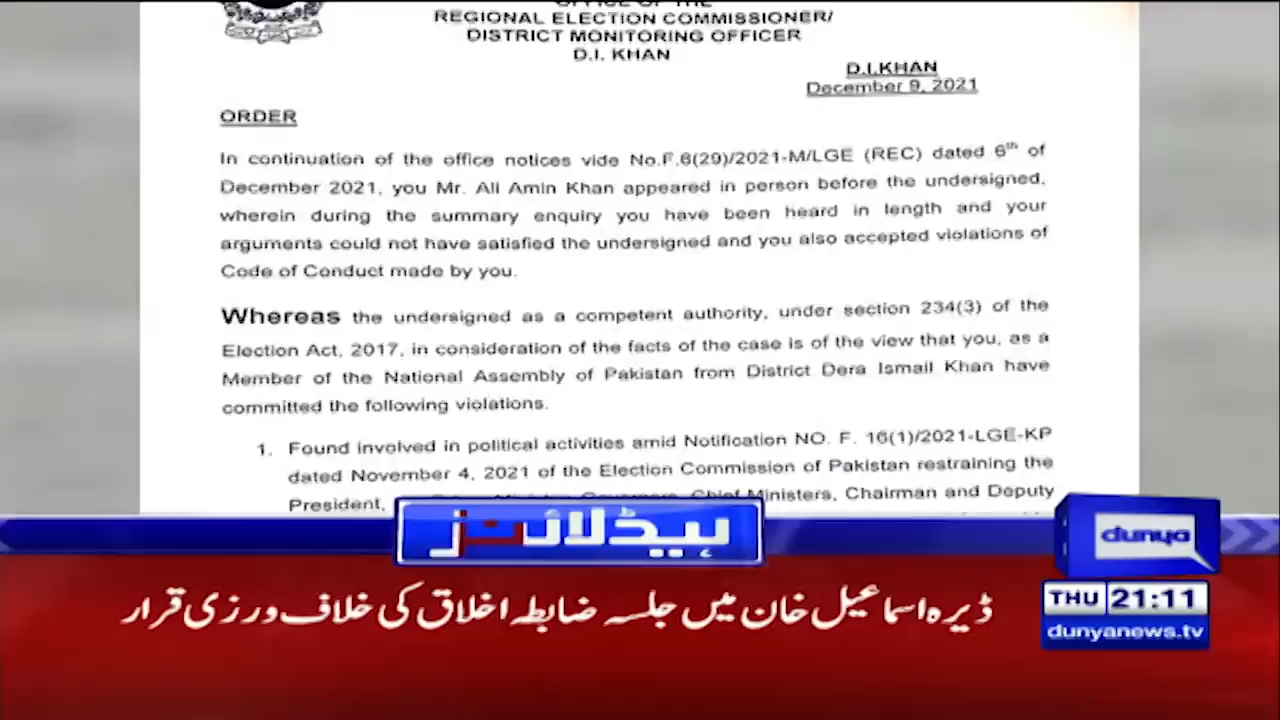 OFFICE OF THE
REGIONAL ELECTION COMMISSIONER/
DISTRICT MONITORING OFFICER
D.I. KHAN
D.I.KHAN
December 9, 2021
ORDER
In continuation of the office notices vide No.F.6(29)/2021-M/LGE (REC) dated 6th of
December 2021, you Mr. Ali Amin Khan appeared in person before the undersigned,
wherein during the summary enquiry you have been heard in length and your
arguments could not have satisfied the undersigned and you also accepted violations of
Code of Conduct made by you.
Whereas the undersigned as a competent authority, under section 234(3) of the
Election Act, 2017, in consideration of the facts of the case is of the view that you, as a
Member of the National Assembly of Pakistan from District Dera Ismail Khan have
committed the following violations.
1. Found involved in political activities amid Notification NO. F. 16(1)/2021-LGE-KP
dated November 4, 2021 of the Election Commission of Pakistan restraining the
President, Governors, Chief Ministers, Chairman and Deputy
ہیڈلائنز
dunya
ڈیرہ اسماعیل خان میں جلسہ ضابطہ اخلاق کی خلاف ورزی قرار
THU 21:11
dunyanews.tv